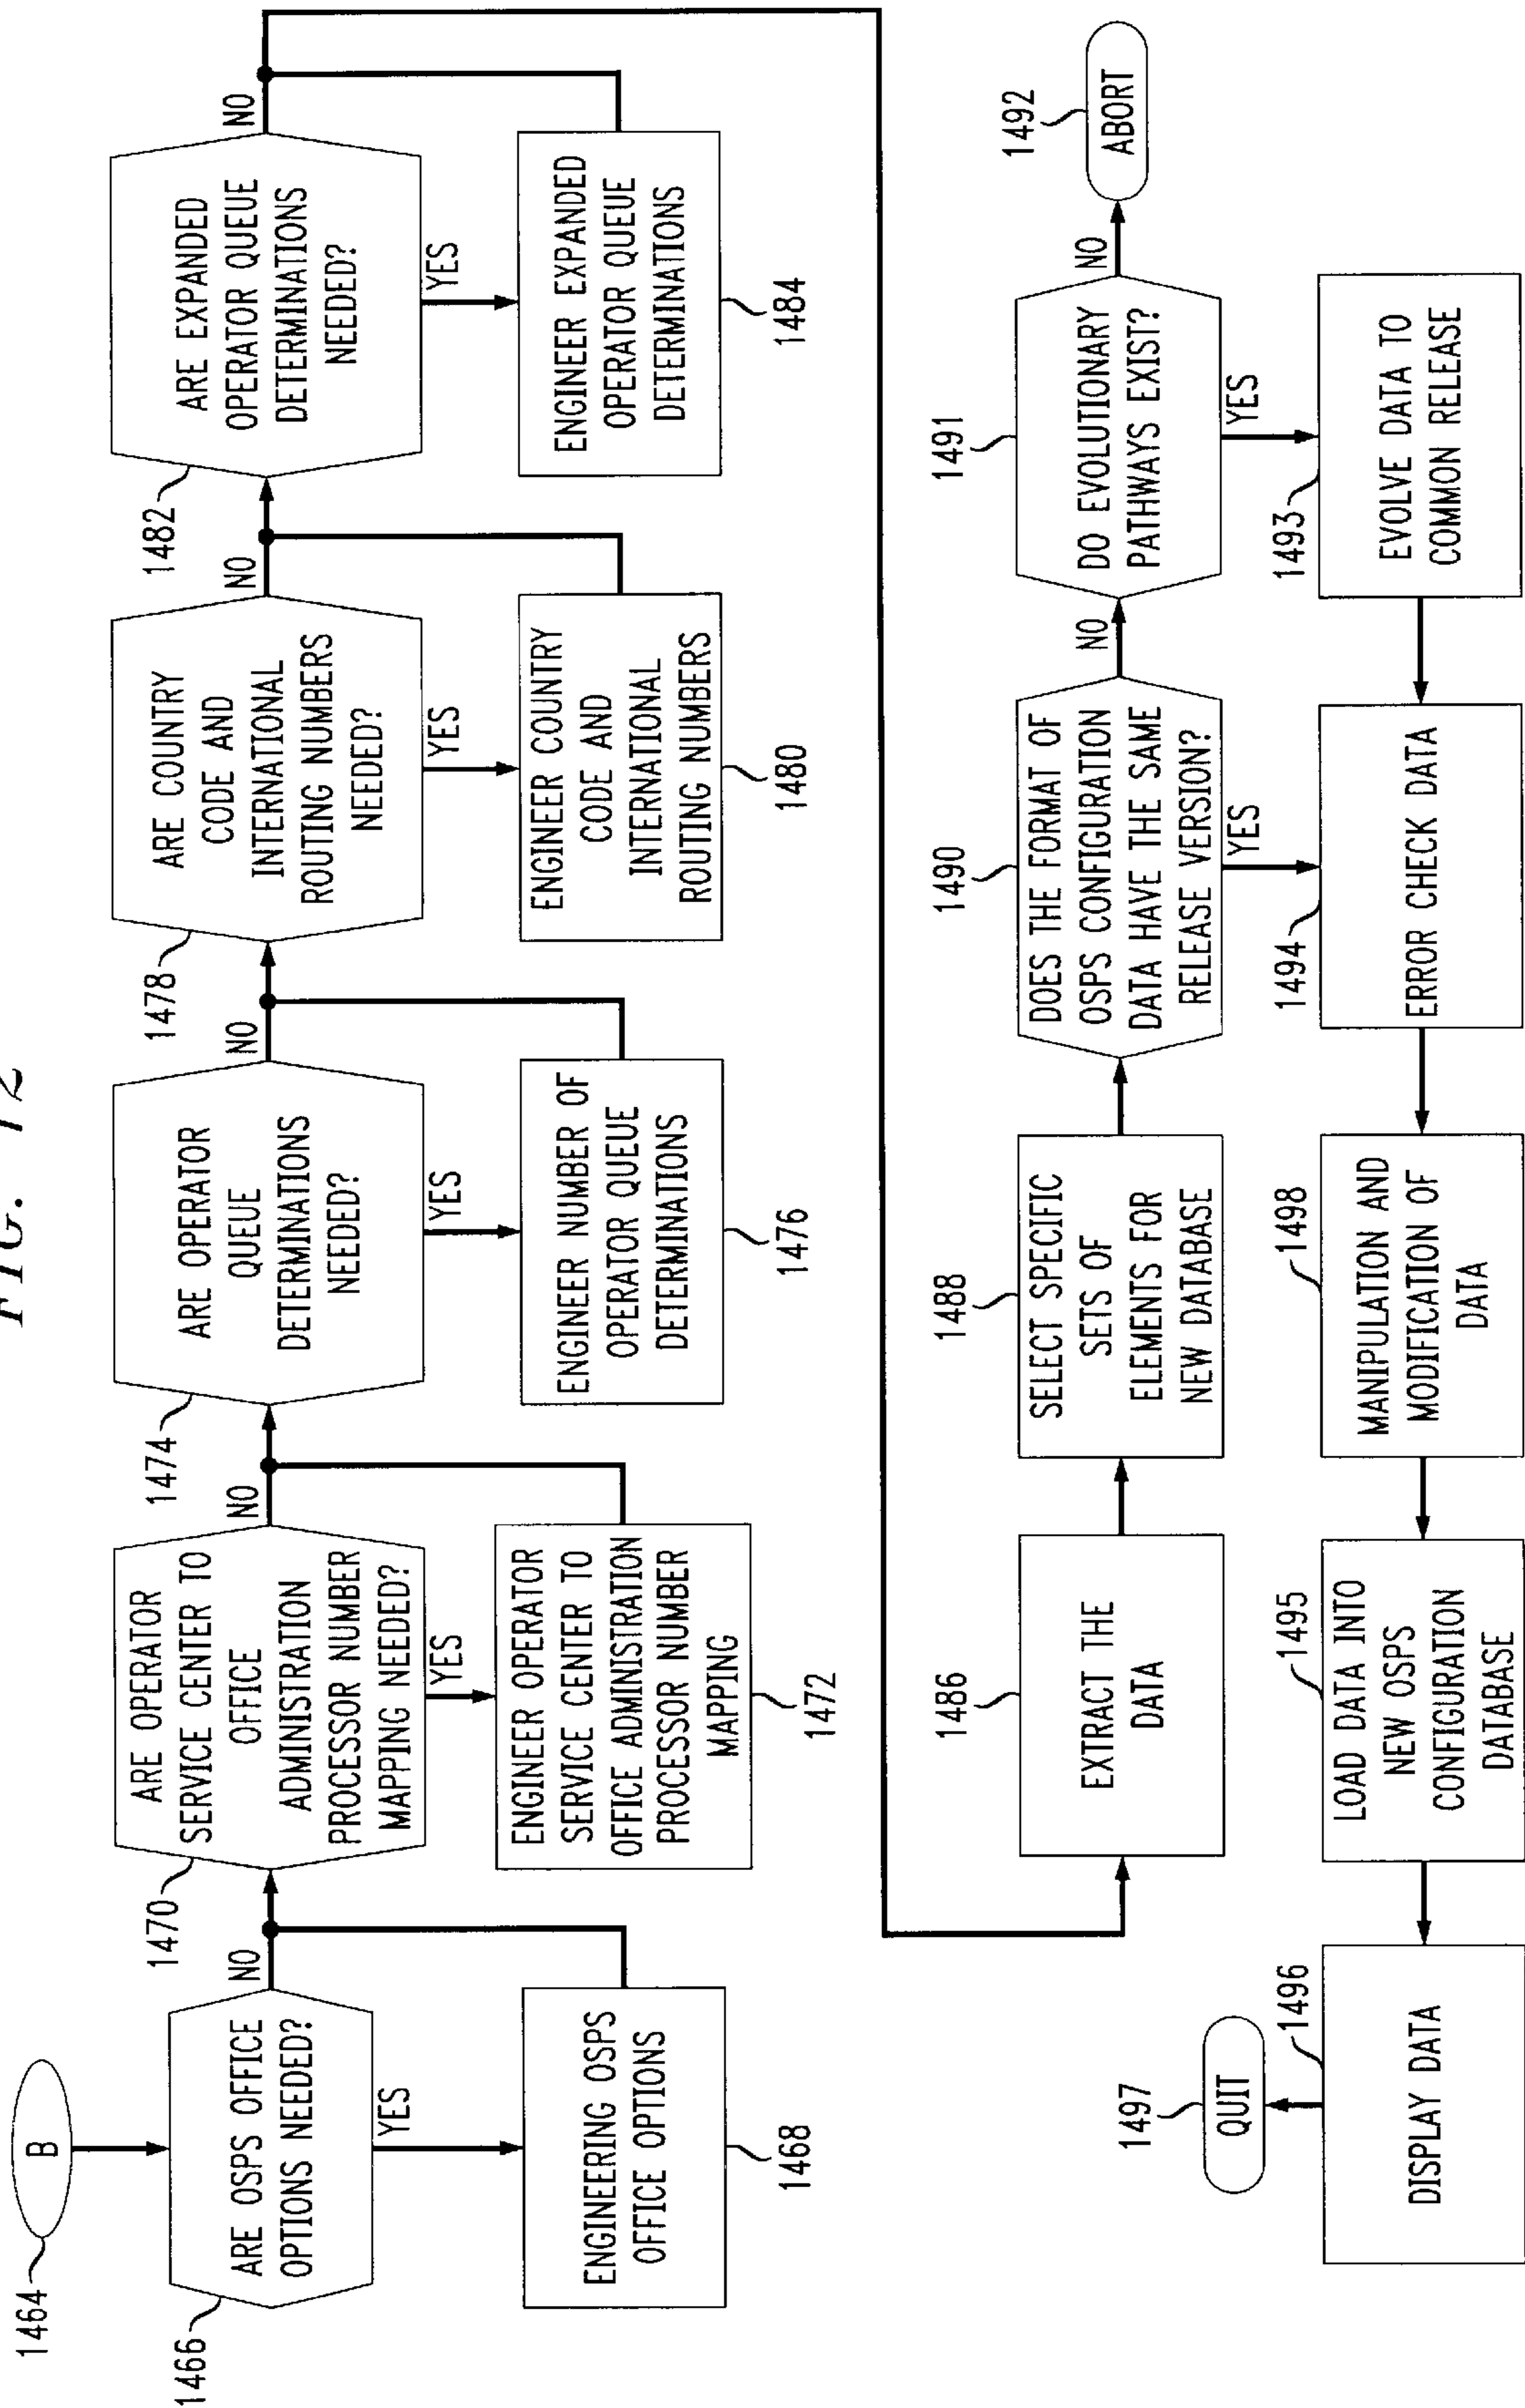 FIG. 12
1464
B
1466
ARE OSPS OFFICE
OPTIONS NEEDED?
NO
YES
ENGINEERING OSPS
OFFICE OPTIONS
1468
1470
ARE OPERATOR
SERVICE CENTER TO
OFFICE
ADMINISTRATION
PROCESSOR NUMBER
MAPPING NEEDED?
NO
YES
ENGINEER OPERATOR
SERVICE CENTER TO
OFFICE ADMINISTRATION
PROCESSOR NUMBER
MAPPING
1472
1474
ARE OPERATOR
QUEUE
DETERMINATIONS
NEEDED?
NO
YES
ENGINEER NUMBER OF
OPERATOR QUEUE
DETERMINATIONS
1476
1478
ARE COUNTRY
CODE AND
INTERNATIONAL
ROUTING NUMBERS
NEEDED?
NO
YES
ENGINEER COUNTRY
CODE AND
INTERNATIONAL
ROUTING NUMBERS
1480
1482
ARE EXPANDED
OPERATOR QUEUE
DETERMINATIONS
NEEDED?
NO
YES
ENGINEER EXPANDED
OPERATOR QUEUE
DETERMINATIONS
1484
1486
EXTRACT THE
DATA
1488
SELECT SPECIFIC
SETS OF
ELEMENTS FOR
NEW DATABASE
1490
DOES THE FORMAT OF
OSPS CONFIGURATION
DATA HAVE THE SAME
RELEASE VERSION?
NO
YES
1491
DO EVOLUTIONARY
PATHWAYS EXIST?
NO
YES
1492
ABORT
1493
EVOLVE DATA TO
COMMON RELEASE
1494
ERROR CHECK DATA
1498
MANIPULATION AND
MODIFICATION OF
DATA
1495
LOAD DATA INTO
NEW OSPS
CONFIGURATION
DATABASE
1496
DISPLAY DATA
1497
QUIT